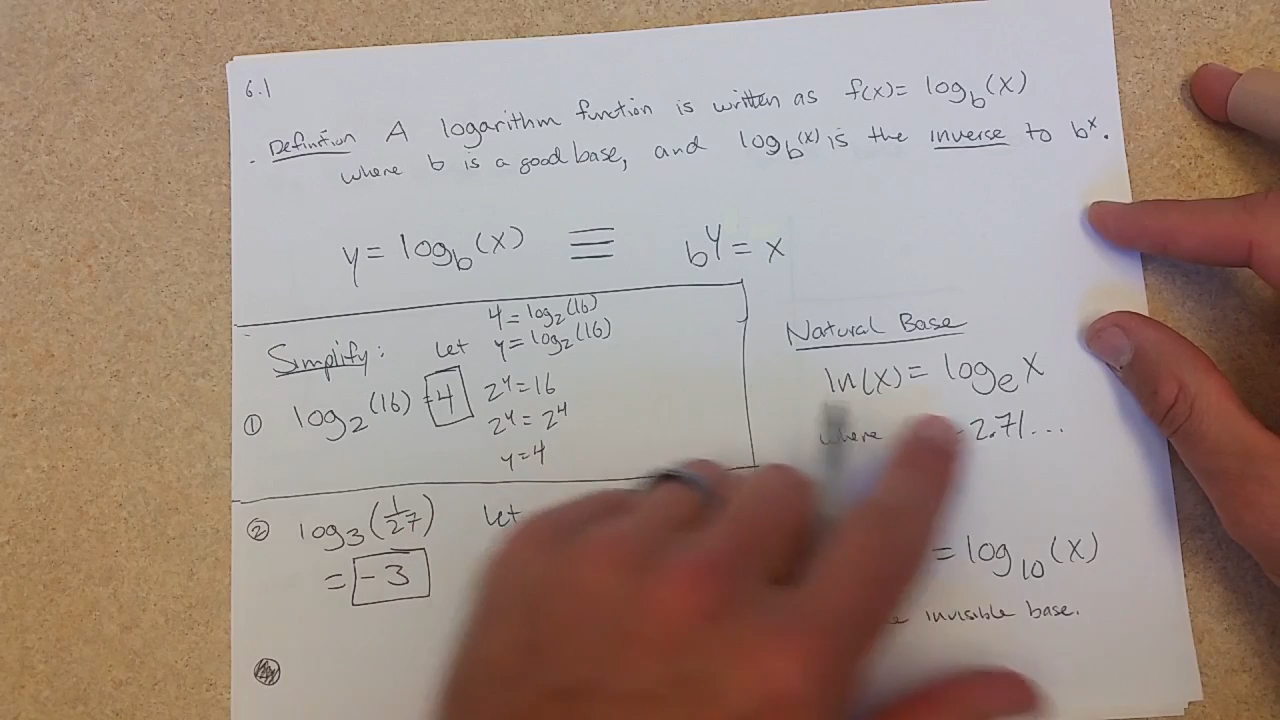 6.1
. Definition A logarithm function is written as f(x)= log_b(x)
where b is a good base, and log_b(x) is the inverse to b^x.
y = log_b(x) ≡ b^y = x
4 = log_2(16)
Simplify: Let y = log_2(16)
① log_2(16) = 4
2^y = 16
2^y = 2^4
y = 4
② log_3(1/27) Let
= -3
Natural Base
ln(x) = log_e x
where 2.71...
= log_10(x)
invisible base.